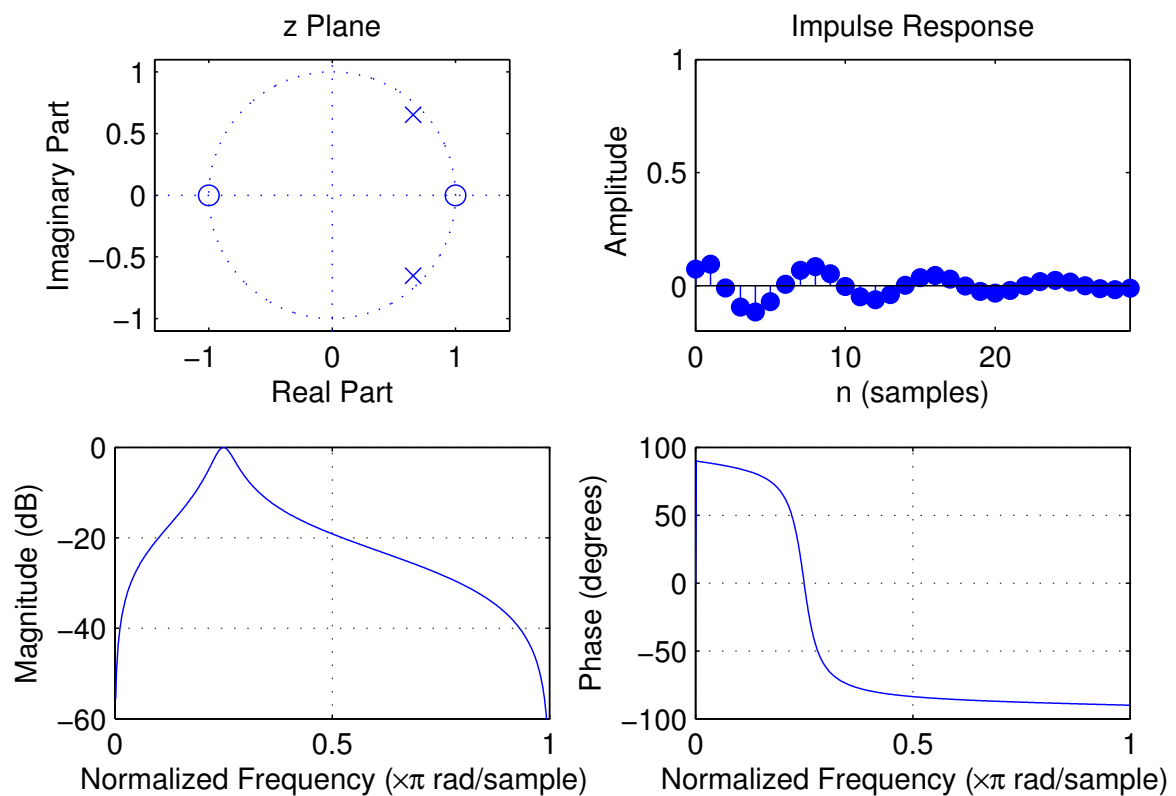 z Plane
1
0.5
0
−0.5
−1
Imaginary Part
−1 0 1
Real Part
Impulse Response
1
0.5
0
Amplitude
0 10 20
n (samples)
0
−20
−40
−60
Magnitude (dB)
0 0.5 1
Normalized Frequency (×π rad/sample)
100
50
0
−50
−100
Phase (degrees)
0 0.5 1
Normalized Frequency (×π rad/sample)